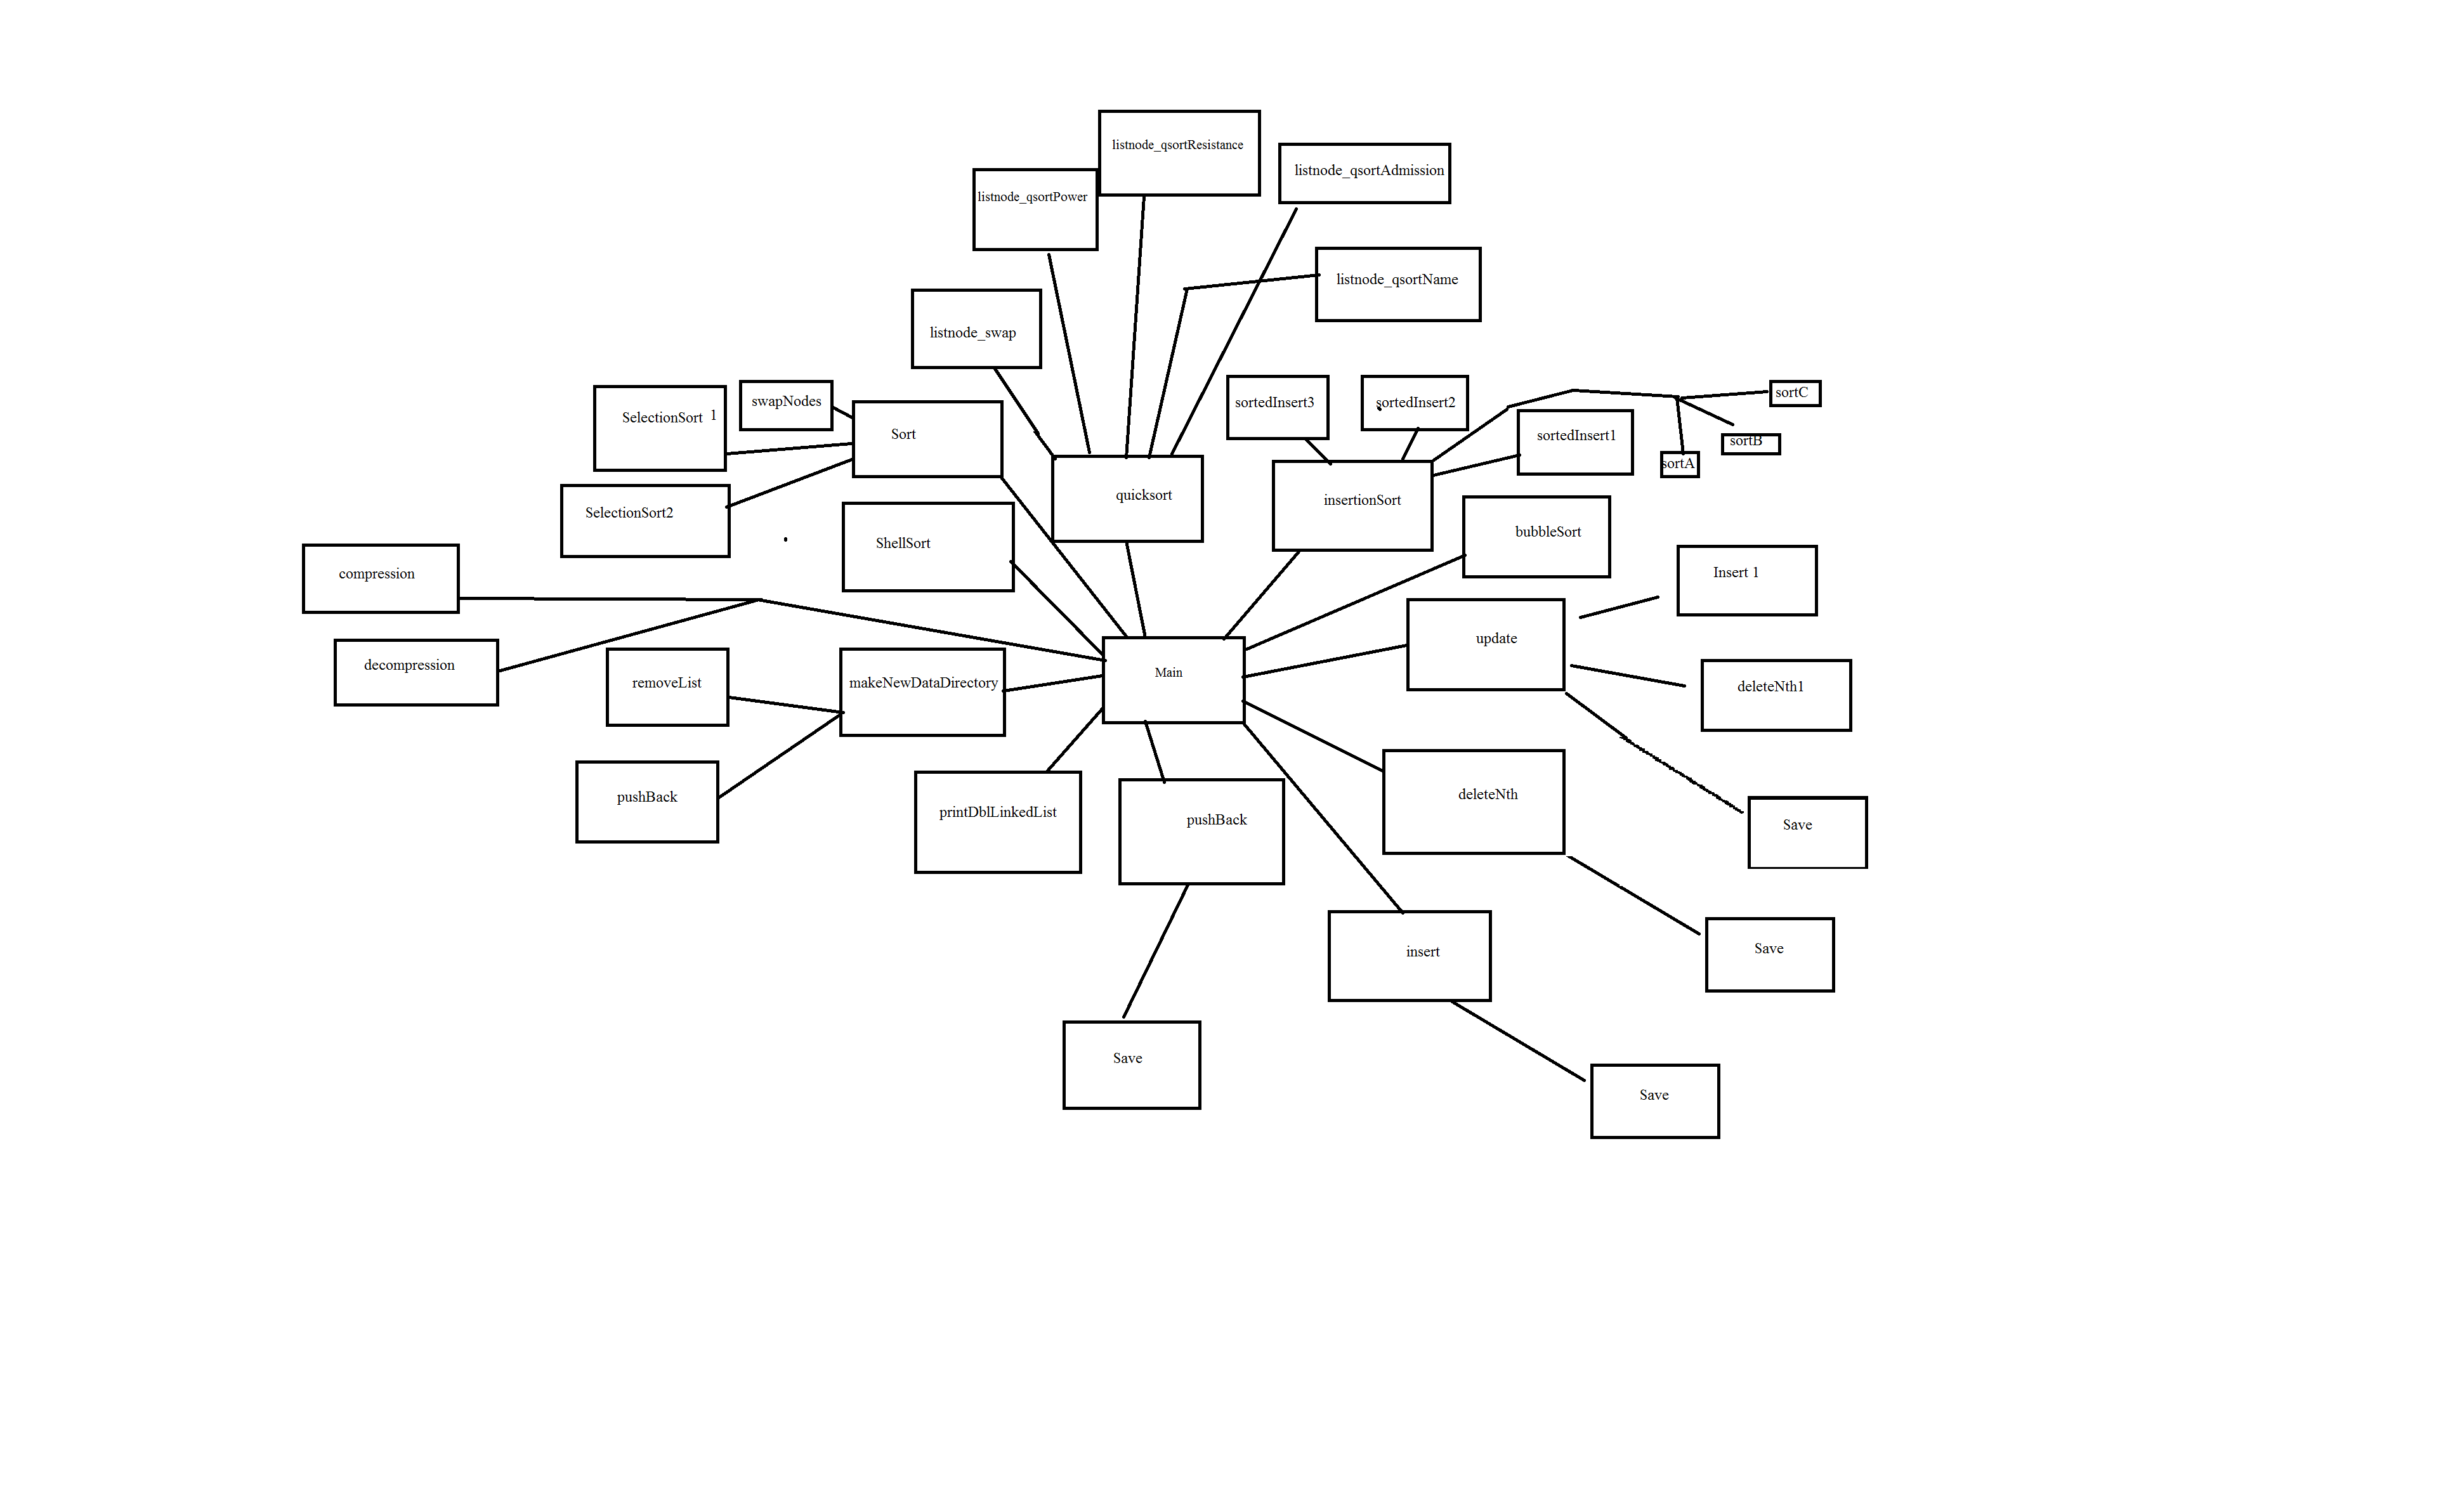 listnode_qsortResistance
listnode_qsortAdmission
listnode_qsortPower
listnode_qsortName
listnode_swap
swapNodes
SelectionSort 1
Sort
sortedInsert3
sortedInsert2
sortC
sortedInsert1
sortB
sortA
quicksort
insertionSort
SelectionSort2
ShellSort
bubbleSort
compression
Insert 1
decompression
update
removeList
makeNewDataDirectory
Main
deleteNth1
pushBack
printDblLinkedList
pushBack
deleteNth
Save
insert
Save
Save
Save